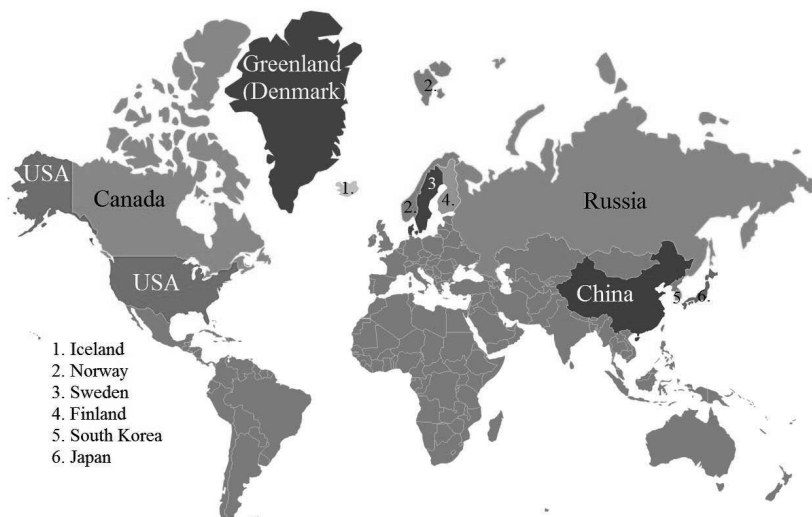 Greenland
(Denmark)
2.
USA
Canada
1.
3
2.
4.
Russia
USA
China
5
6.
1. Iceland
2. Norway
3. Sweden
4. Finland
5. South Korea
6. Japan